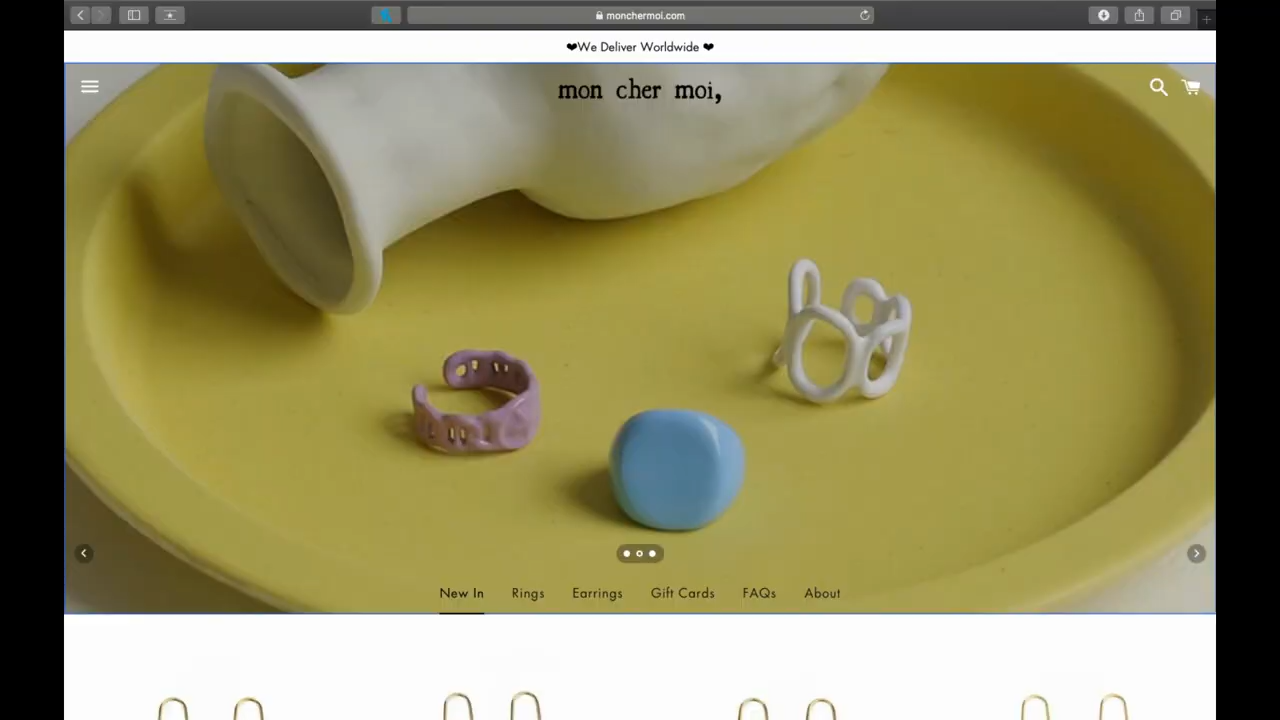 monchermoi.com
❤We Deliver Worldwide ❤
mon cher moi,
New In Rings Earrings Gift Cards FAQs About